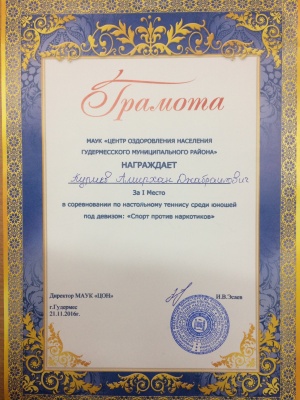 Грамота
МАУК «ЦЕНТР ОЗДОРОВЛЕНИЯ НАСЕЛЕНИЯ
ГУДЕРМЕССКОГО МУНИЦИПАЛЬНОГО РАЙОНА»
НАГРАЖДАЕТ
Амирхан
За I Место
в соревновании по настольному теннису среди юношей
под девизом: «Спорт против наркотиков»
Директор МАУК «ЦОН» И.В.Эсаев
г.Гудермес
21.11.2016г.